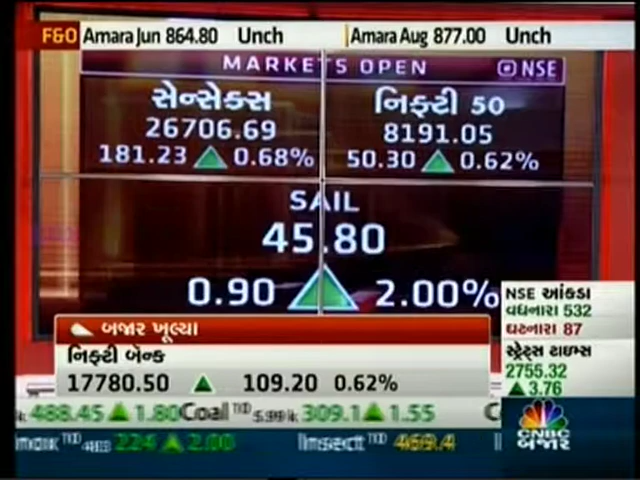 F&O Amara Jun 864.80 Unch Amara Aug 877.00 Unch
MARKETS OPEN NSE
સેન્સેક્સ
26706.69
181.23 0.68%
નિફ્ટી 50
8191.05
50.30 0.62%
SAIL
45.80
0.90 2.00%
બજાર ખૂલ્યા
નિફ્ટી બેન્ક
17780.50 109.20 0.62%
NSE આંકડા
વધનારા 532
ઘટનારા 87
સ્ટ્રેટ્સ ટાઇમ્સ
2755.32
3.76
k 488.45 1.80 Coal TTD 5.99k 309.1 1.55
224 2.00 469.4
CNBC
બજાર